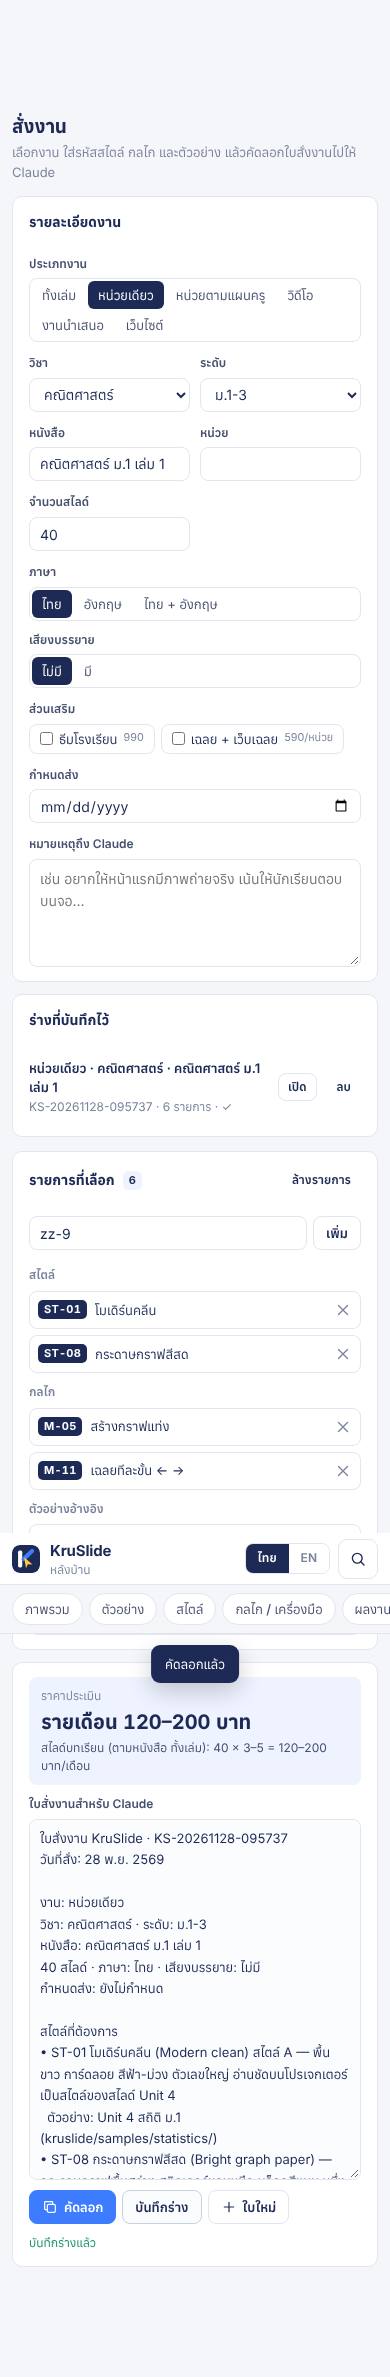 สั่งงาน
เลือกงาน ใส่รหัสสไตล์ กลไก และตัวอย่าง แล้วคัดลอกใบสั่งงานไปให้
Claude
รายละเอียดงาน
ประเภทงาน
ทั้งเล่ม หน่วยเดียว หน่วยตามแผนครู วิดีโอ
งานนำเสนอ เว็บไซต์
วิชา ระดับ
คณิตศาสตร์ ม.1-3
หนังสือ หน่วย
คณิตศาสตร์ ม.1 เล่ม 1
จำนวนสไลด์
40
ภาษา
ไทย อังกฤษ ไทย + อังกฤษ
เสียงบรรยาย
ไม่มี มี
ส่วนเสริม
ธีมโรงเรียน 990 เฉลย + เว็บเฉลย 590/หน่วย
กำหนดส่ง
mm/dd/yyyy
หมายเหตุถึง Claude
เช่น อยากให้หน้าแรกมีภาพถ่ายจริง เน้นให้นักเรียนตอบ
บนจอ...
ร่างที่บันทึกไว้
หน่วยเดียว · คณิตศาสตร์ · คณิตศาสตร์ ม.1
เล่ม 1
KS-20261128-095737 · 6 รายการ · ✓
เปิด ลบ
รายการที่เลือก 6 ล้างรายการ
zz-9 เพิ่ม
สไตล์
ST-01 โมเดิร์นคลีน
ST-08 กระดาษกราฟสีสด
กลไก
M-05 สร้างกราฟแท่ง
M-11 เฉลยทีละขั้น ← →
ตัวอย่างอ้างอิง
KruSlide
หลังบ้าน
ไทย EN
ภาพรวม ตัวอย่าง สไตล์ กลไก / เครื่องมือ ผลงาน
คัดลอกแล้ว
ราคาประเมิน
รายเดือน 120–200 บาท
สไลด์บทเรียน (ตามหนังสือ ทั้งเล่ม): 40 × 3–5 = 120–200
บาท/เดือน
ใบสั่งงานสำหรับ Claude
ใบสั่งงาน KruSlide · KS-20261128-095737
วันที่สั่ง: 28 พ.ย. 2569
งาน: หน่วยเดียว
วิชา: คณิตศาสตร์ · ระดับ: ม.1-3
หนังสือ: คณิตศาสตร์ ม.1 เล่ม 1
40 สไลด์ · ภาษา: ไทย · เสียงบรรยาย: ไม่มี
กำหนดส่ง: ยังไม่กำหนด
สไตล์ที่ต้องการ
• ST-01 โมเดิร์นคลีน (Modern clean) สไตล์ A — พื้น
ขาว การ์ดลอย สีฟ้า-ม่วง ตัวเลขใหญ่ อ่านชัดบนโปรเจกเตอร์
เป็นสไตล์ของสไลด์ Unit 4
ตัวอย่าง: Unit 4 สถิติ ม.1
(kruslide/samples/statistics/)
• ST-08 กระดาษกราฟสีสด (Bright graph paper) —
คัดลอก บันทึกร่าง + ใบใหม่
บันทึกร่างแล้ว